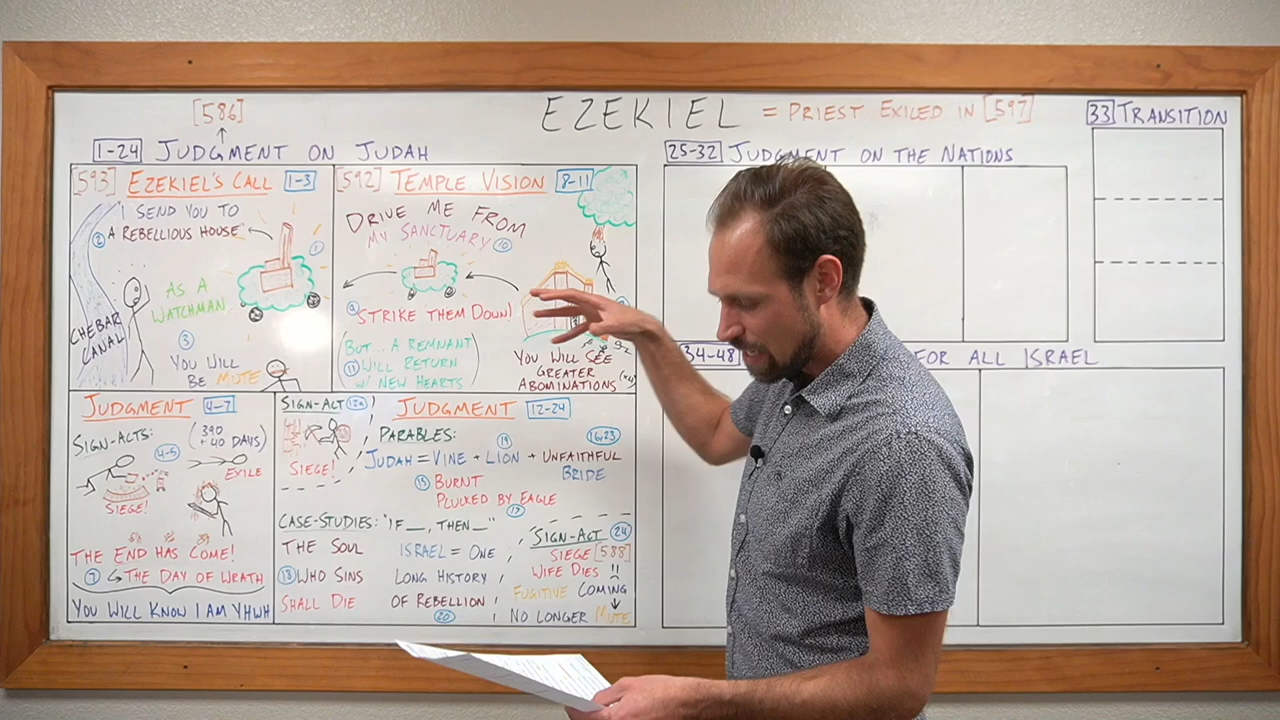 [586]
EZEKIEL = PRIEST EXILED IN [597]
1-24 JUDGMENT ON JUDAH
[593] EZEKIEL'S CALL 1-3
"I SEND YOU TO
2 A REBELLIOUS HOUSE"
1
AS A
WATCHMAN
CHEBAR
CANAL
3
YOU WILL
BE MUTE
[592] TEMPLE VISION 8-11
DRIVE ME FROM
MY SANCTUARY 10
9 STRIKE THEM DOWN!
BUT... A REMNANT
11 WILL RETURN
W/ NEW HEARTS
YOU WILL SEE
GREATER
ABOMINATIONS (x4)
JUDGMENT 4-7
SIGN-ACTS: (390
+ 40 DAYS)
4-5
EXILE
SIEGE!
THE END HAS COME!
7 THE DAY OF WRATH
YOU WILL KNOW I AM YHWH
SIGN-ACT 12a
SIEGE!
JUDGMENT 12-24
PARABLES:
19 16,23
JUDAH = VINE + LION + UNFAITHFUL
BRIDE
15 BURNT
PLUCKED BY EAGLE
17
CASE-STUDIES: "IF __, THEN __"
THE SOUL
18 WHO SINS
SHALL DIE
ISRAEL = ONE
LONG HISTORY
OF REBELLION
20
SIGN-ACT 24
SIEGE [588]
WIFE DIES !!
FUGITIVE COMING
NO LONGER MUTE
25-32 JUDGMENT ON THE NATIONS
33 TRANSITION
34-48 FOR ALL ISRAEL